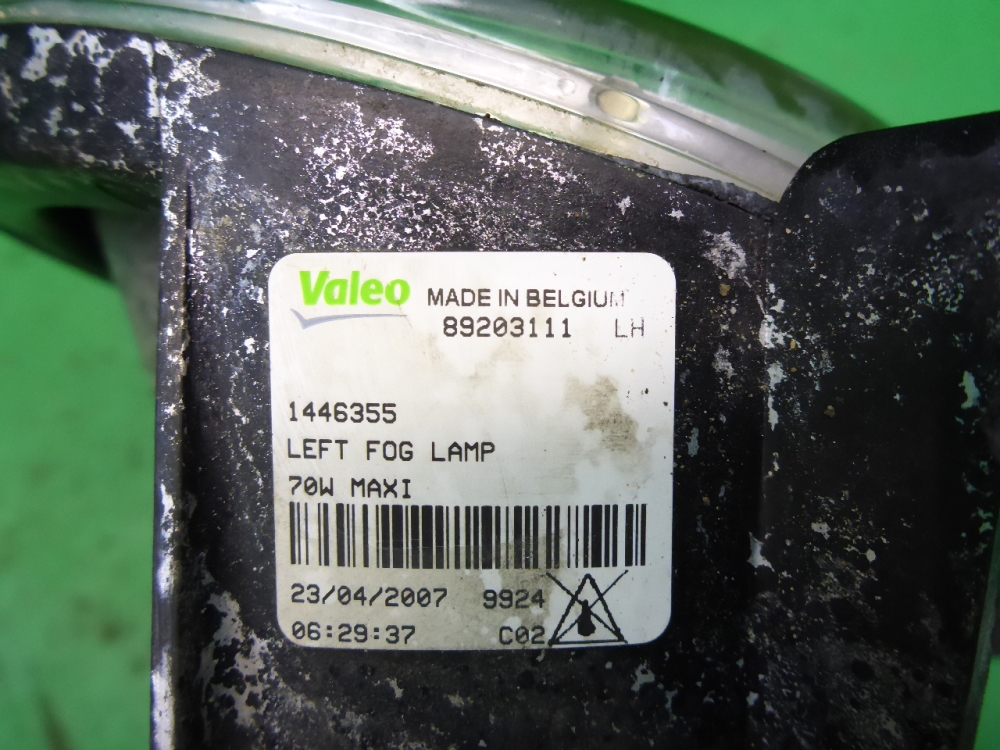 Valeo MADE IN BELGIUM
89203111 LH
1446355
LEFT FOG LAMP
70W MAXI
23/04/2007 9924
06:29:37 C02